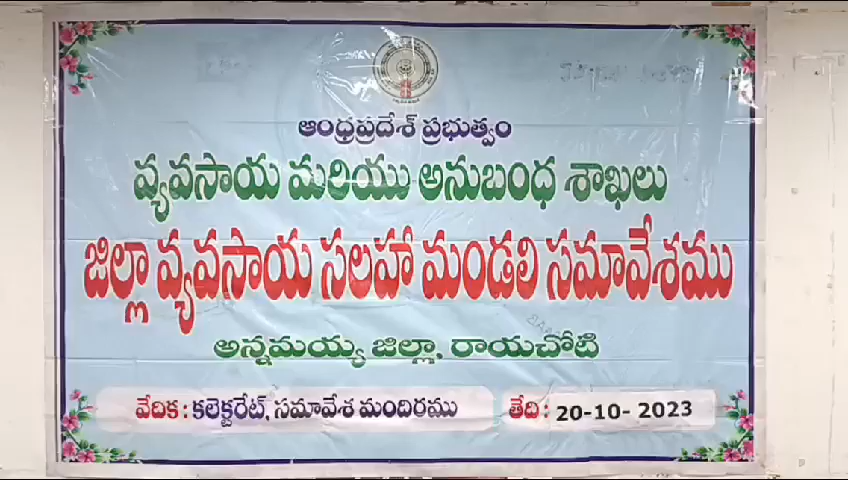 ఆంధ్రప్రదేశ్ ప్రభుత్వం
వ్యవసాయ మరియు అనుబంధ శాఖలు
జిల్లా వ్యవసాయ సలహా మండలి సమావేశము
అన్నమయ్య జిల్లా, రాయచోటి
వేదిక : కలెక్టరేట్, సమావేశ మందిరము తేది : 20-10- 2023